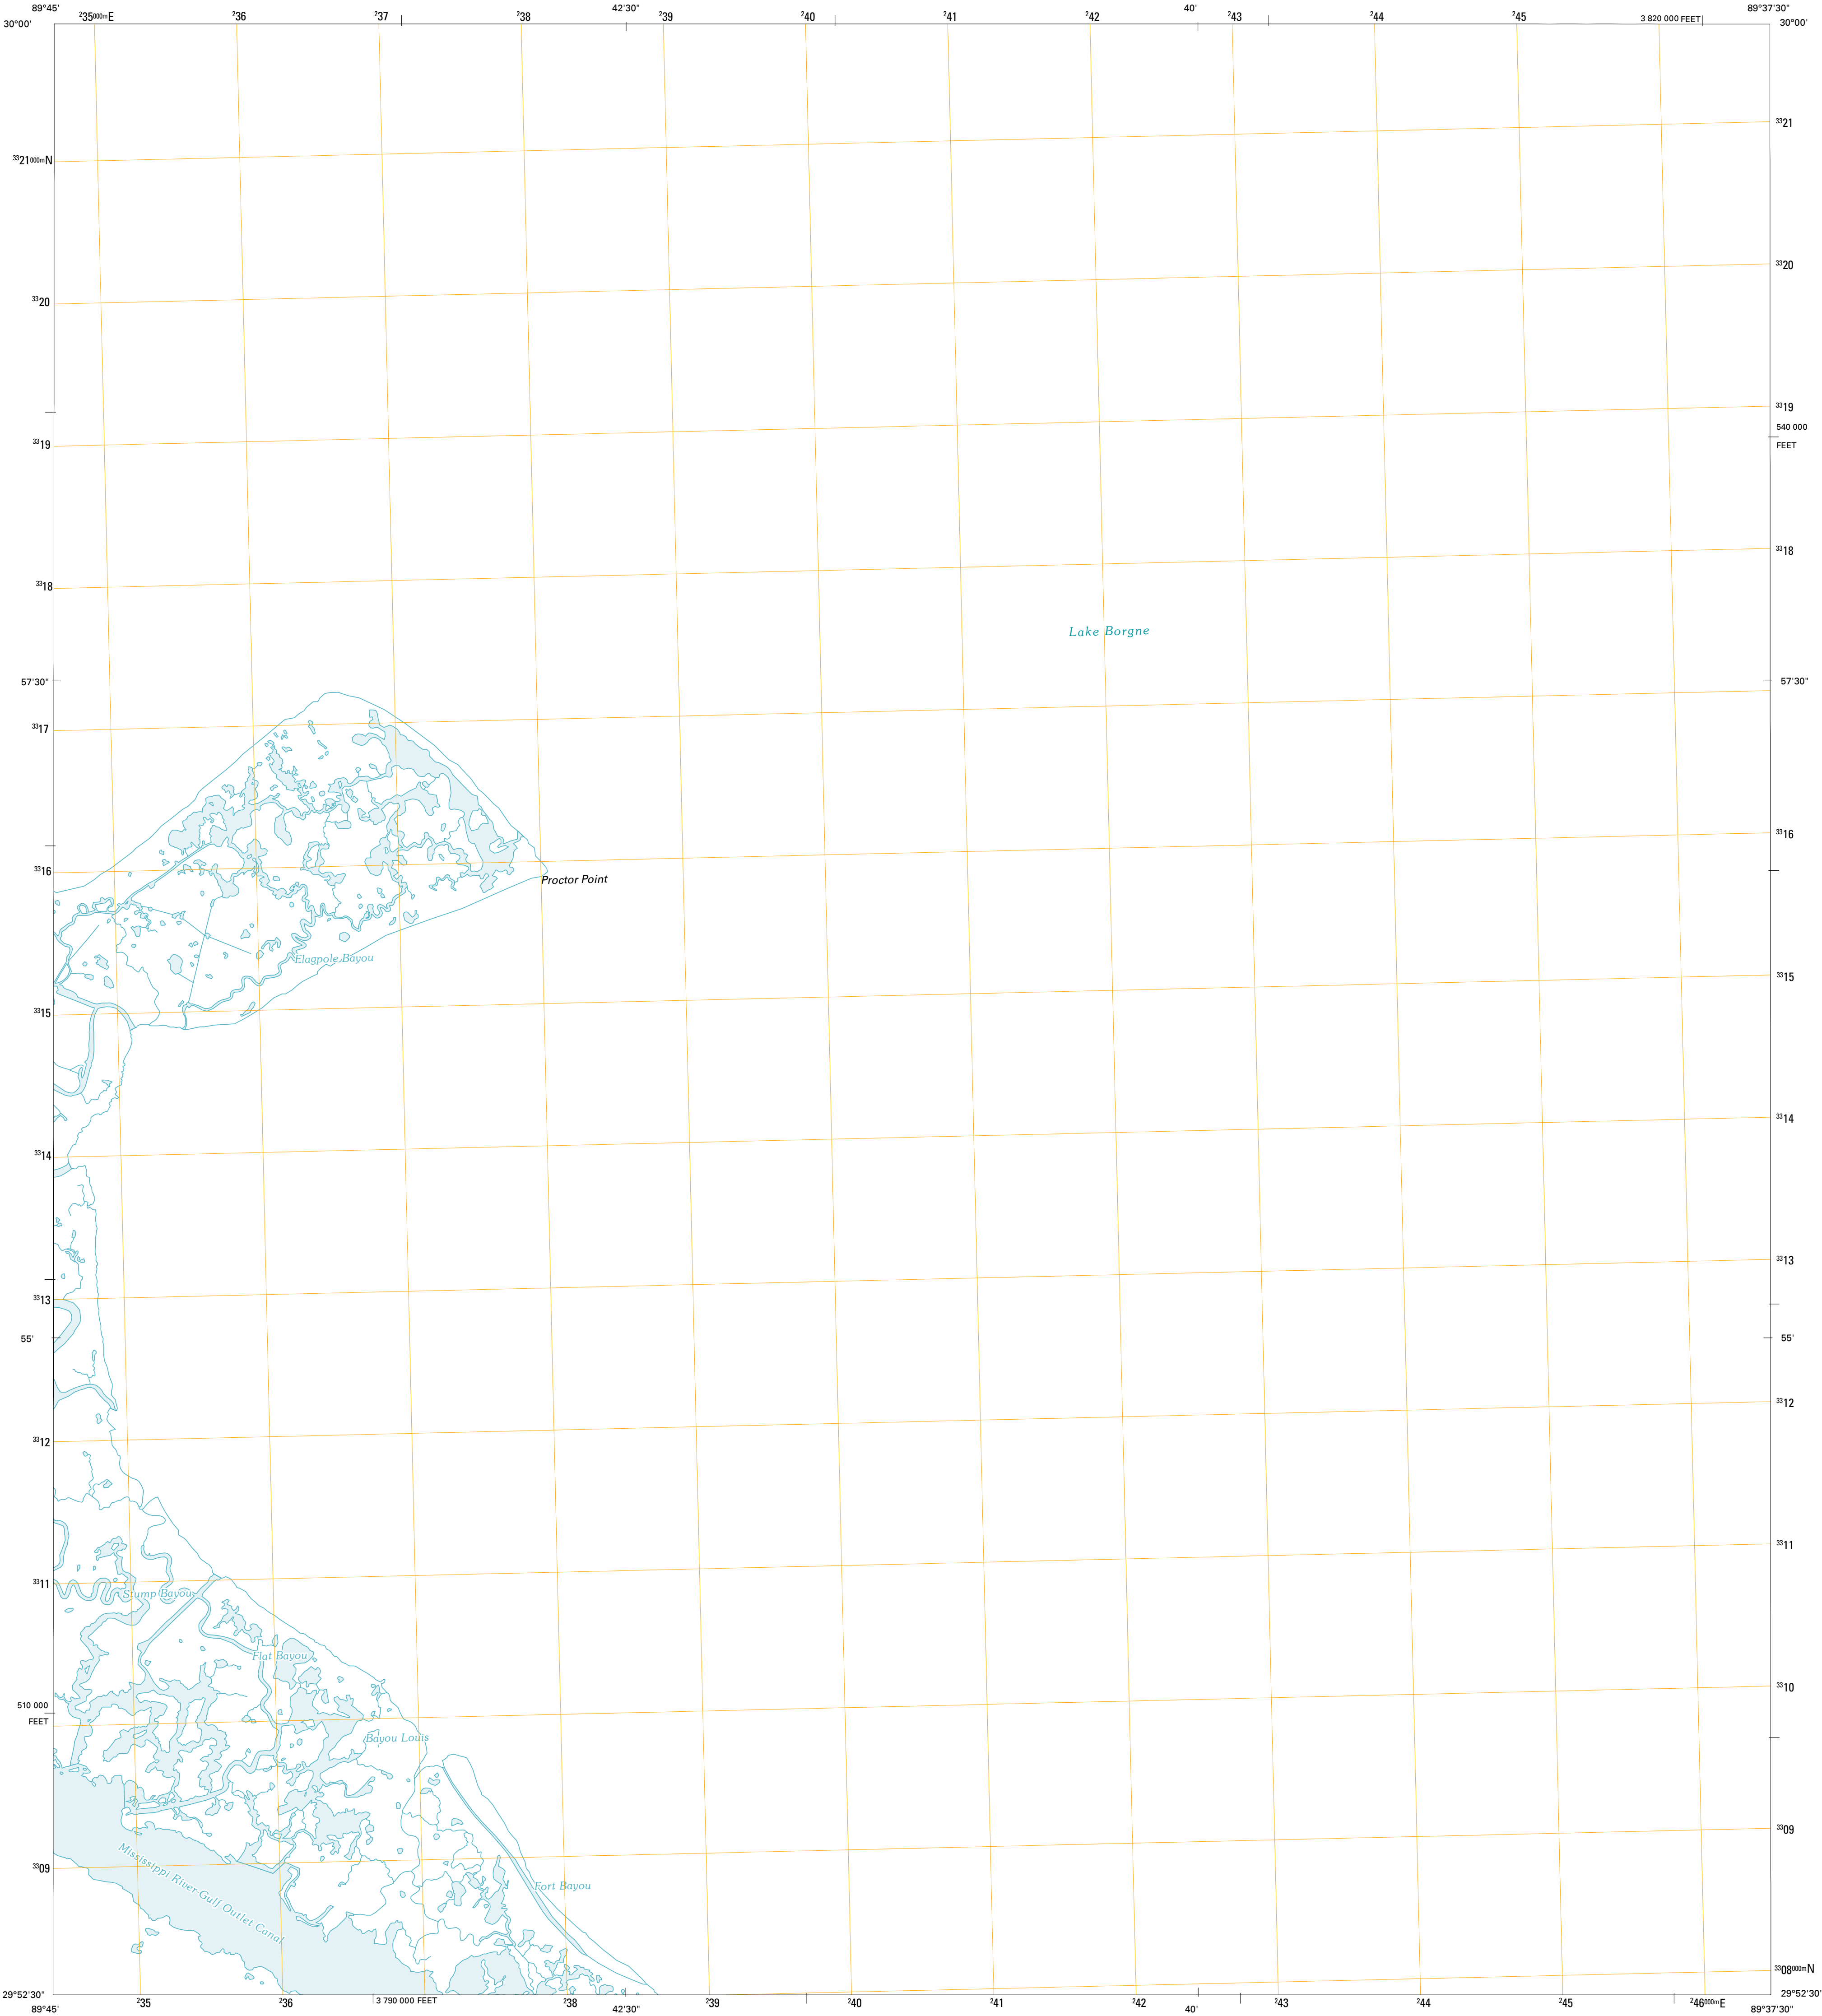 89°45' 42'30" 40' 89°37'30"
²35⁰⁰⁰ᵐE ²36 ²37 ²38 ²39 ²40 ²41 ²42 ²43 ²44 ²45 3 820 000 FEET
30°00' 30°00'
³³21
³³21⁰⁰⁰ᵐN
³³20
³³20
³³19
540 000
FEET
³³19
³³18
³³18
Lake Borgne
57'30" 57'30"
³³17
³³16
³³16
Proctor Point
Flagpole Bayou
³³15
³³15
³³14
³³14
³³13
³³13
55' 55'
³³12
³³12
³³11
³³11
Stump Bayou
Flat Bayou
³³10
510 000
FEET
Bayou Louis
³³09
³³09
Mississippi River Gulf Outlet Canal
Fort Bayou
³³08⁰⁰⁰ᵐN
29°52'30" 29°52'30"
²35 ²36 3 790 000 FEET ²38 ²39 ²40 ²41 ²42 ²43 ²44 ²45 ²46⁰⁰⁰ᵐE
89°45' 42'30" 40' 89°37'30"